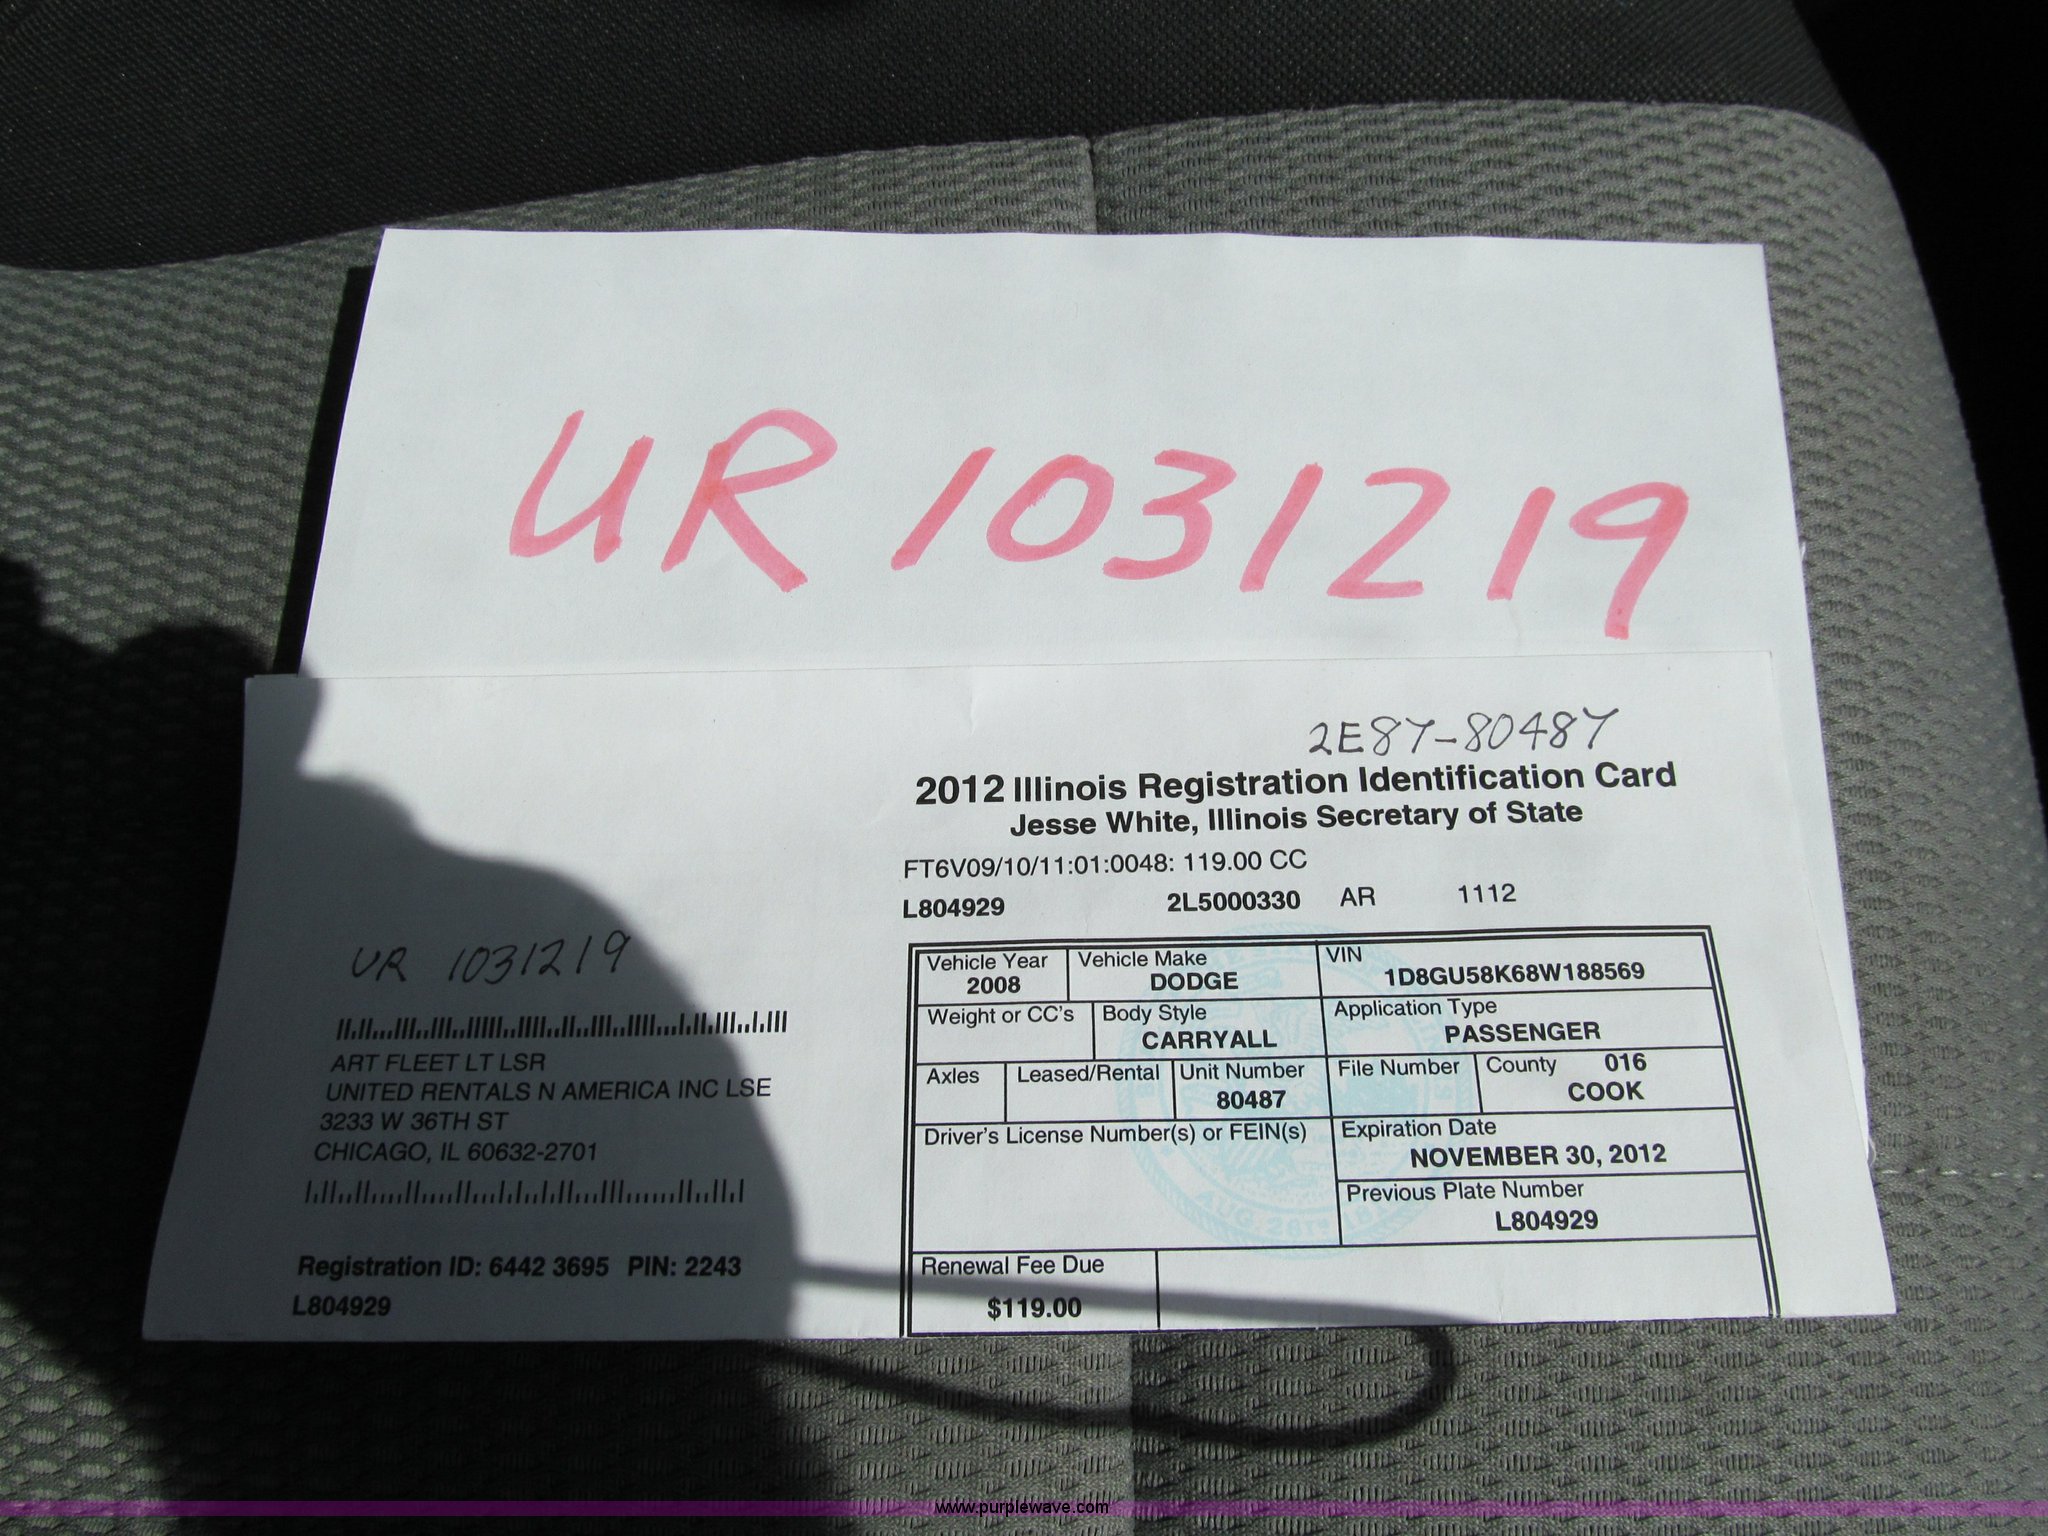 UR 1031219
2E87-80487
2012 Illinois Registration Identification Card
Jesse White, Illinois Secretary of State
FT6V09/10/11:01:0048: 119.00 CC
L804929 2L5000330 AR 1112
UR 1031219
ART FLEET LT LSR
UNITED RENTALS N AMERICA INC LSE
3233 W 36TH ST
CHICAGO, IL 60632-2701
Registration ID: 6442 3695 PIN: 2243
L804929
Vehicle Year Vehicle Make VIN
2008 DODGE 1D8GU58K68W188569
Weight or CC's Body Style Application Type
CARRYALL PASSENGER
Axles Leased/Rental Unit Number File Number County 016
80487 COOK
Driver's License Number(s) or FEIN(s) Expiration Date
NOVEMBER 30, 2012
Previous Plate Number
L804929
AUG. 26TH
Renewal Fee Due
$119.00
www.purplewave.com